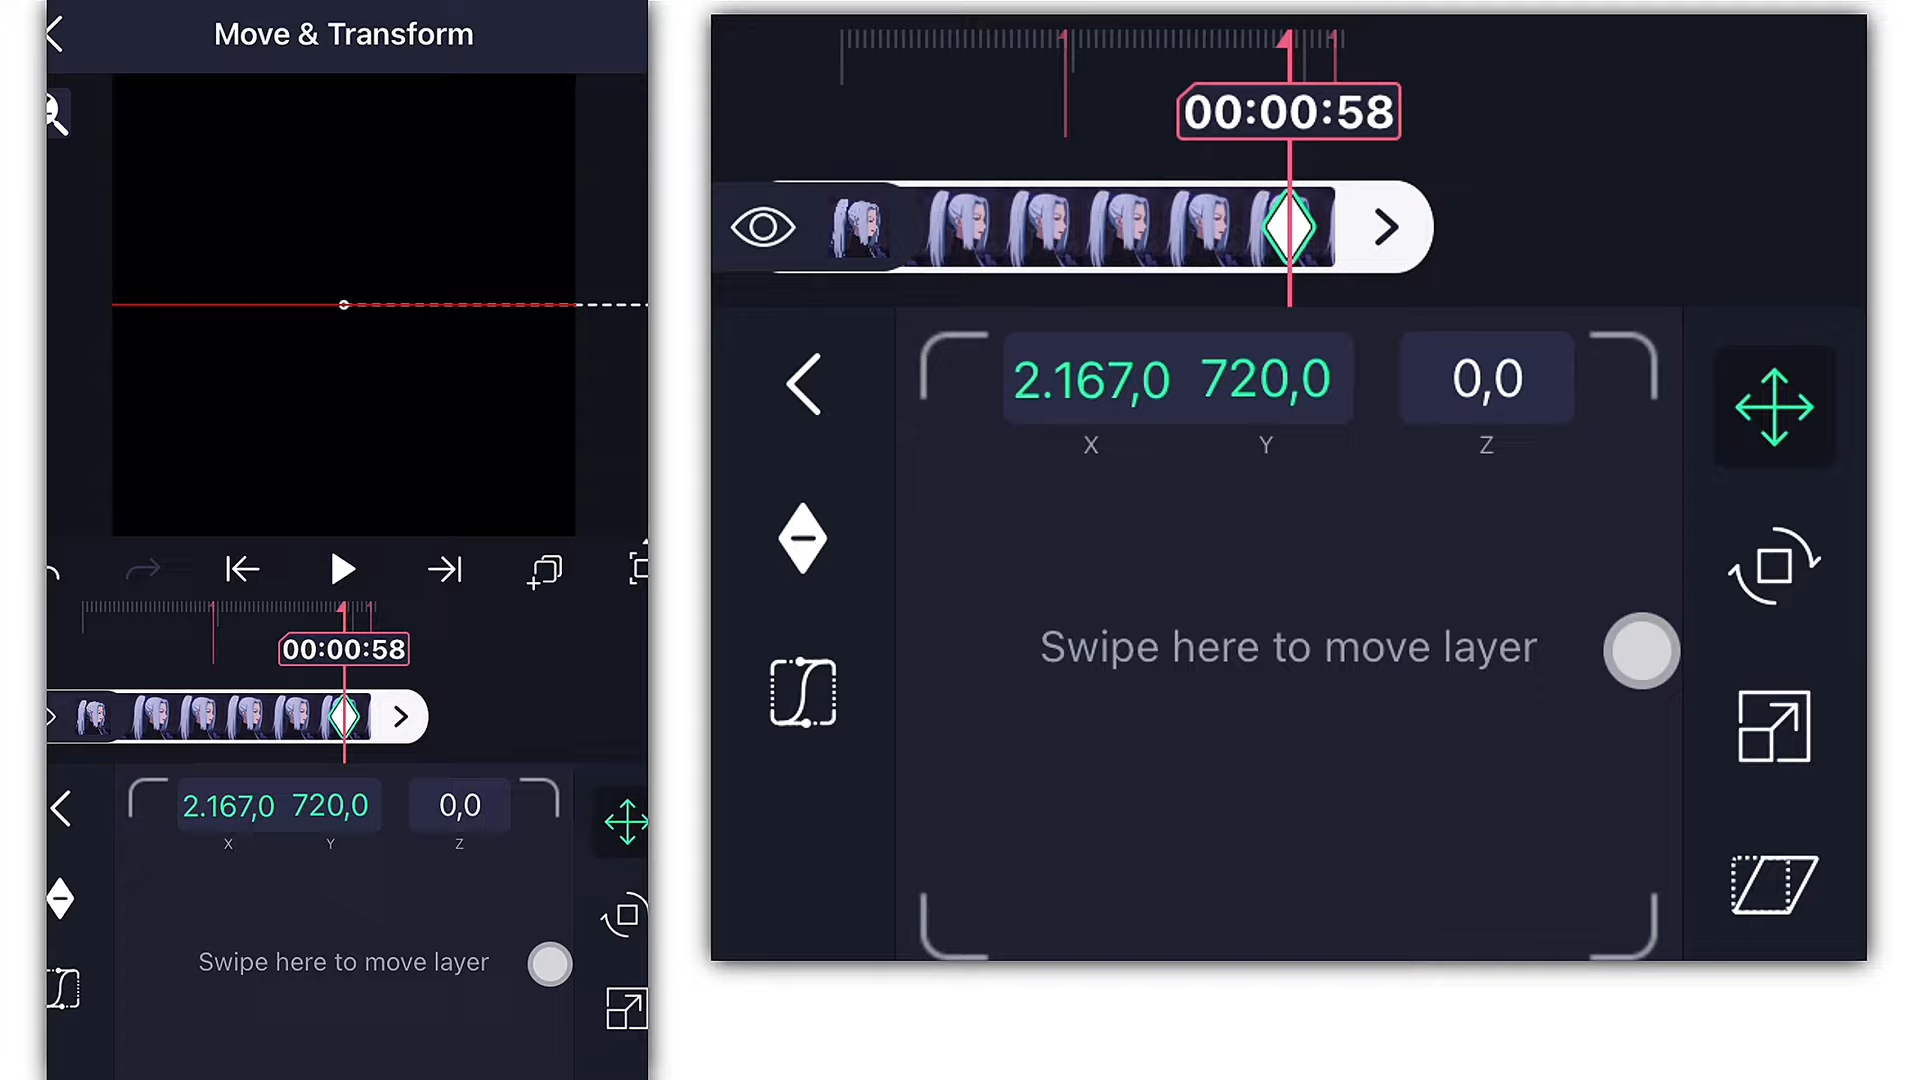 Move & Transform
00:00:58
2.167,0 720,0 0,0
X Y Z
Swipe here to move layer
00:00:58
2.167,0 720,0 0,0
X Y Z
Swipe here to move layer